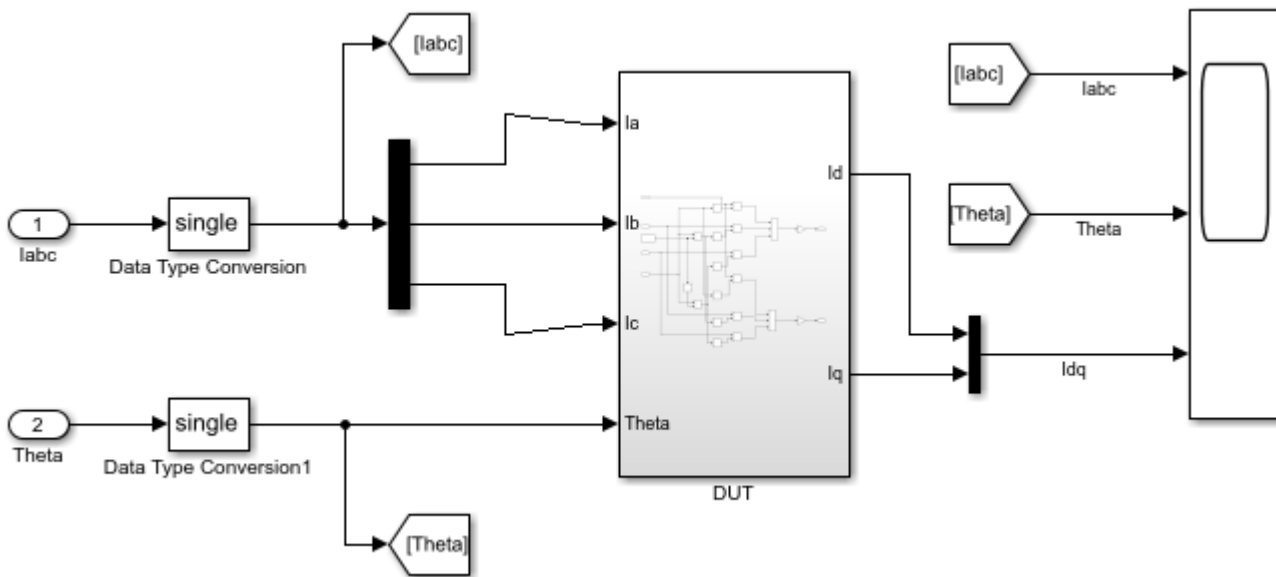 [Iabc]
[Iabc]
Iabc
Ia
Id
1
single
Ib
[Theta]
Iabc
Theta
Data Type Conversion
Ic
Iq
Idq
2
single
Theta
Theta
Data Type Conversion1
DUT
[Theta]